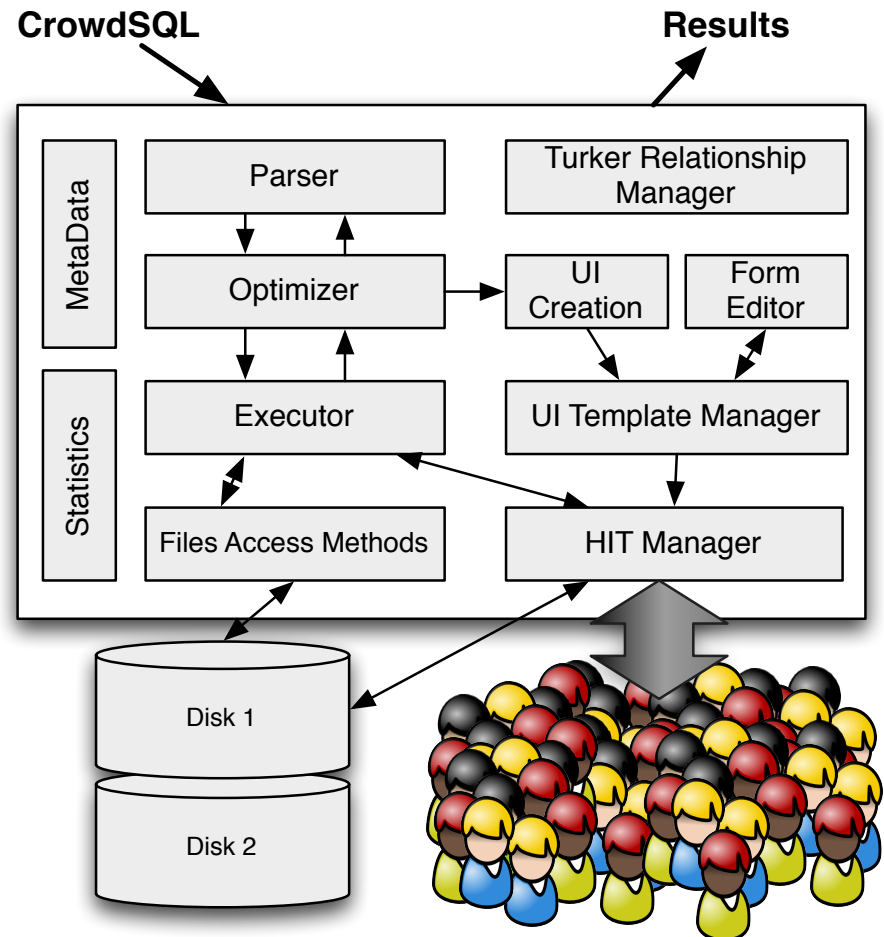 CrowdSQL
Results
MetaData
Parser
Turker Relationship
Manager
Optimizer
UI
Creation
Form
Editor
Statistics
Executor
UI Template Manager
Files Access Methods
HIT Manager
Disk 1
Disk 2